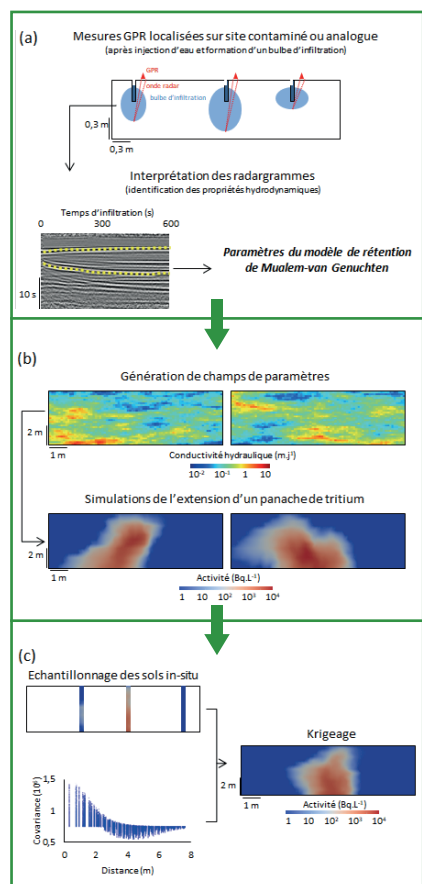 (a)
Mesures GPR localisées sur site contaminé ou analogue
(après injection d'eau et formation d'un bulbe d'infiltration)
GPR
onde radar
bulbe d'infiltration
0,3 m
0,3 m
Interprétation des radargrammes
(identification des propriétés hydrodynamiques)
Temps d'infiltration (s)
0 300 600
10 s
Paramètres du modèle de rétention
de Mualem-van Genuchten
(b)
Génération de champs de paramètres
2 m
1 m
Conductivité hydraulique (m.j¹)
10⁻² 10⁻¹ 1 10
Simulations de l'extension d'un panache de tritium
2 m
1 m
Activité (Bq.L⁻¹)
1 10 10² 10³ 10⁴
(c)
Echantillonnage des sols in-situ
Krigeage
2 m
1 m
Activité (Bq.L⁻¹)
1 10 10² 10³ 10⁴
Covariance (10⁶)
1,5
1
0,5
0 2 4 6 8
Distance (m)